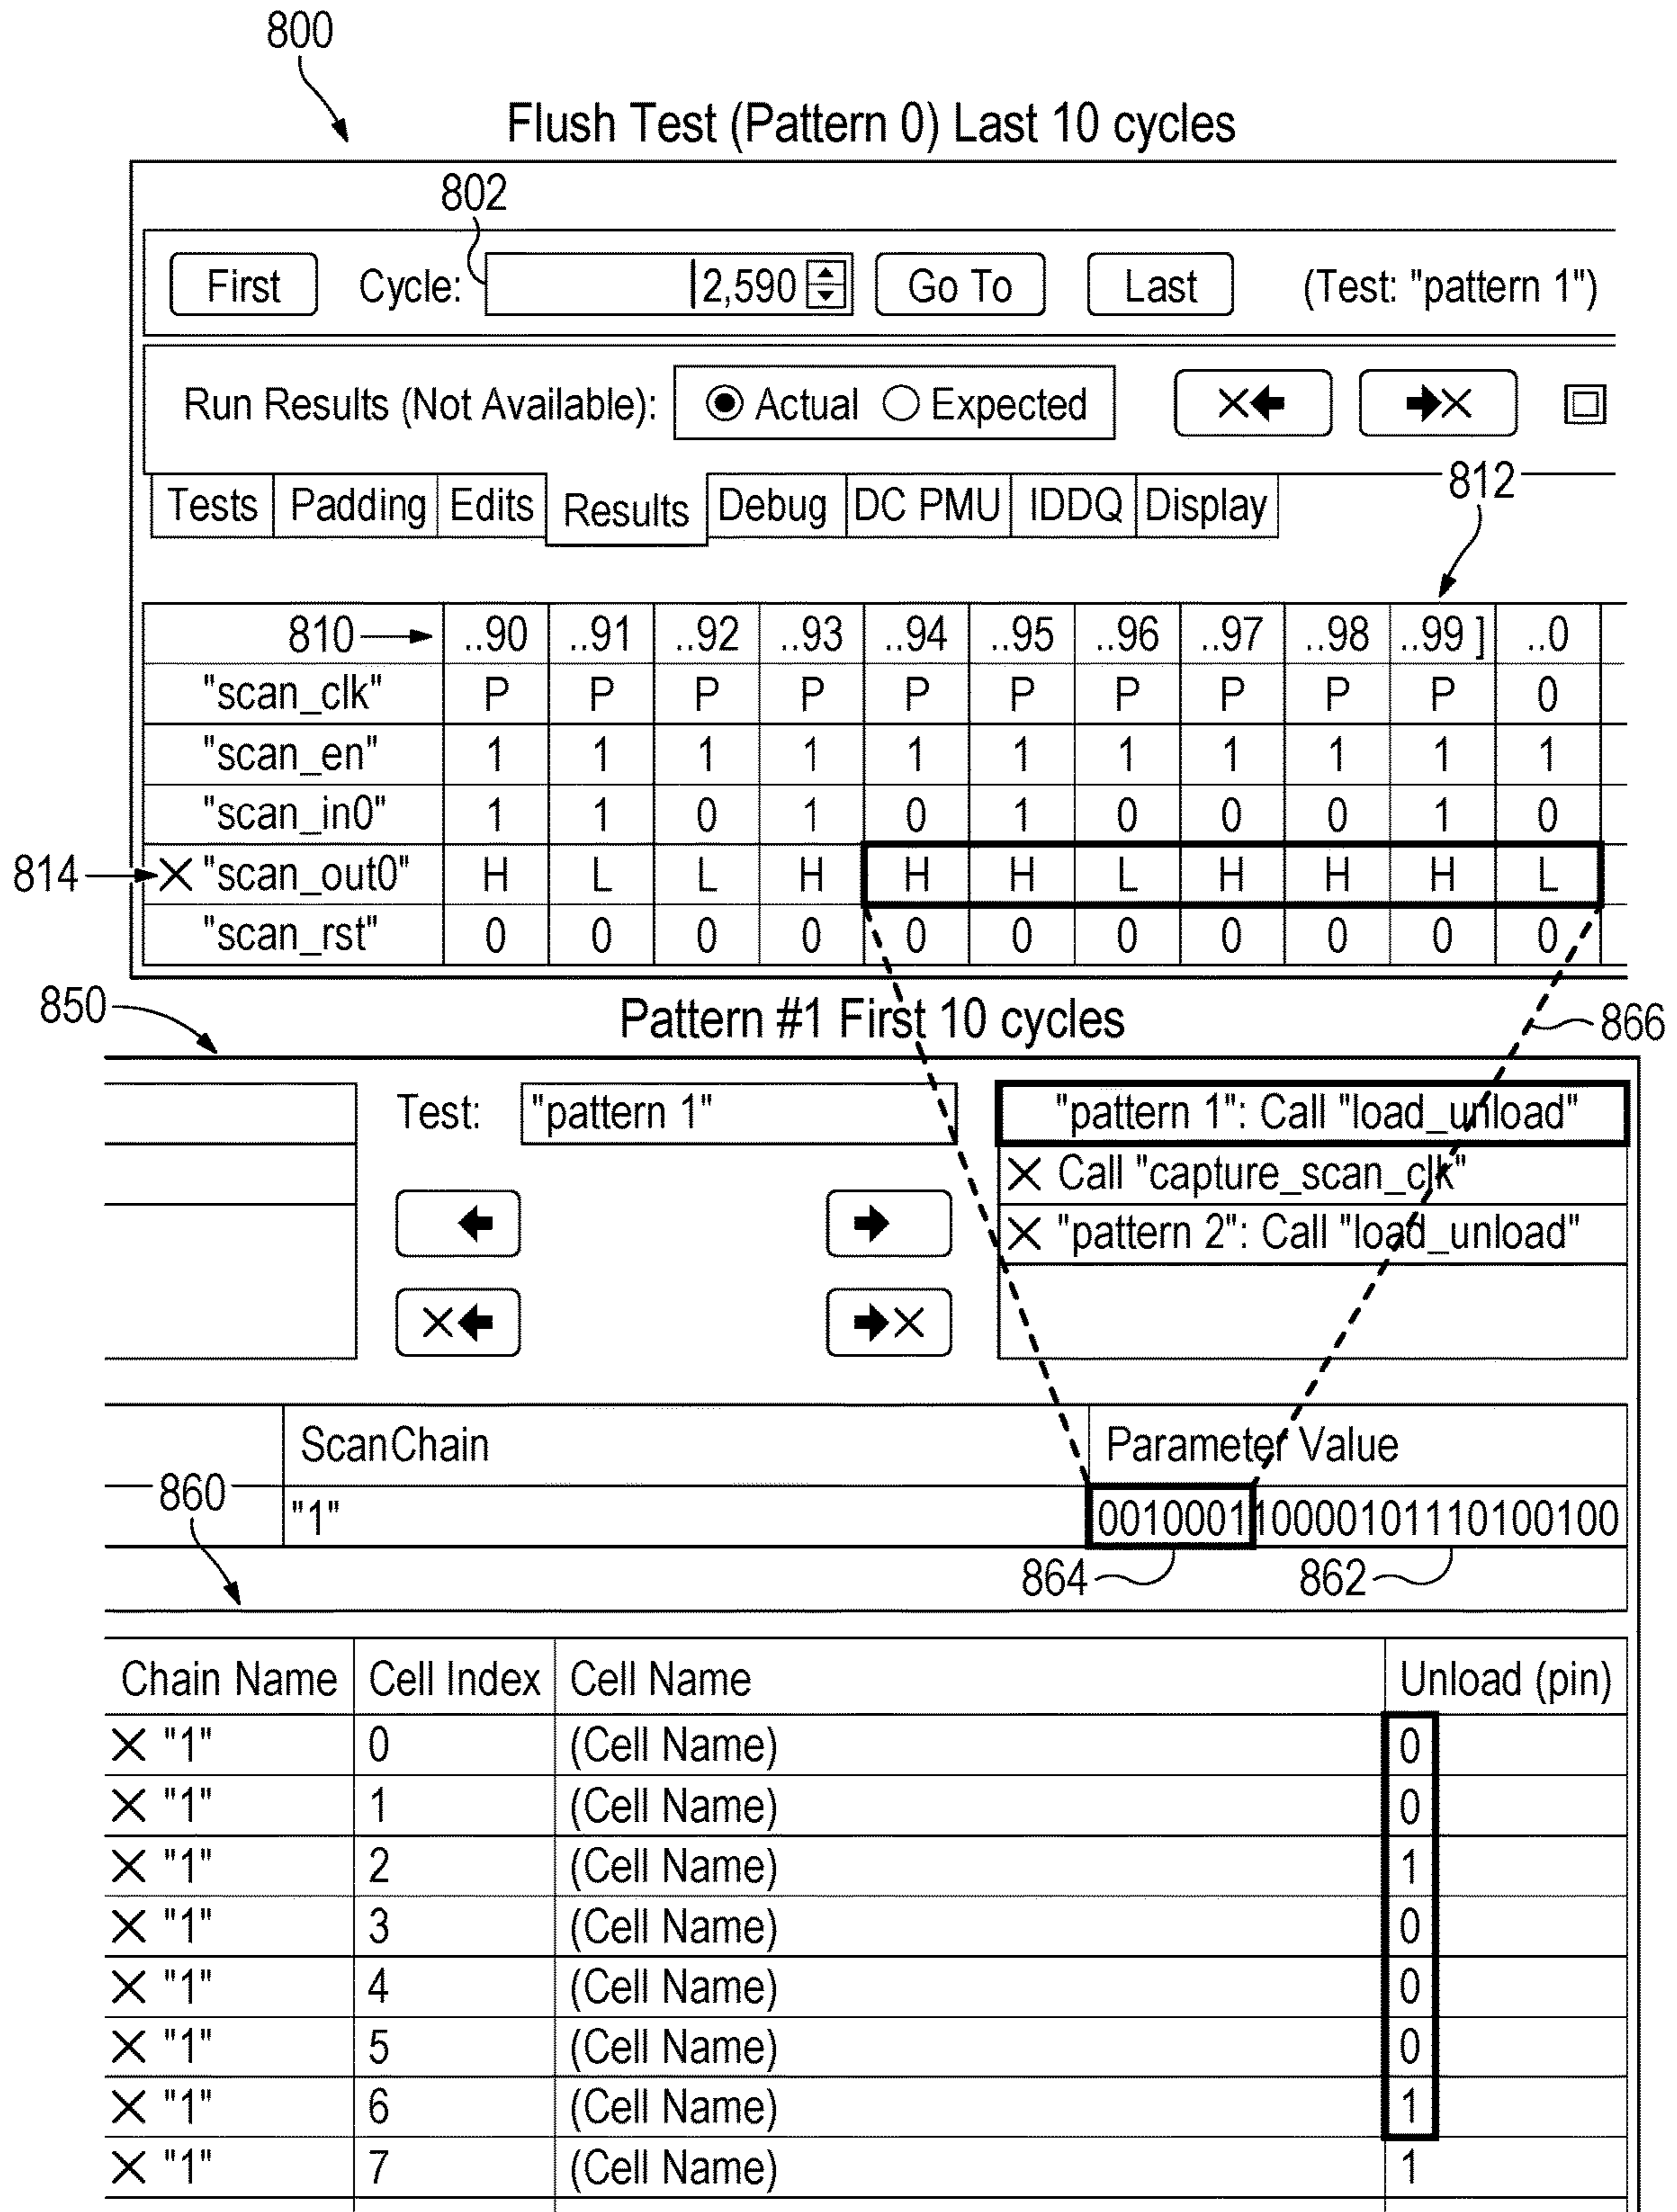 800
Flush Test (Pattern 0) Last 10 cycles
802
First Cycle: 2,590 Go To Last (Test: "pattern 1")
Run Results (Not Available): Actual Expected
812
Tests Padding Edits Results Debug DC PMU IDDQ Display
810 ..90 ..91 ..92 ..93 ..94 ..95 ..96 ..97 ..98 ..99 ] ..0
"scan_clk" P P P P P P P P P P 0
"scan_en" 1 1 1 1 1 1 1 1 1 1 1
"scan_in0" 1 1 0 1 0 1 0 0 0 1 0
814 X "scan_out0" H L L H H H L H H H L
"scan_rst" 0 0 0 0 0 0 0 0 0 0 0
850 Pattern #1 First 10 cycles
866
Test: "pattern 1" "pattern 1": Call "load_unload"
X Call "capture_scan_clk"
X "pattern 2": Call "load_unload"
ScanChain Parameter Value
860 "1" 00100011000010111010​0100
864 862
Chain Name Cell Index Cell Name Unload (pin)
X "1" 0 (Cell Name) 0
X "1" 1 (Cell Name) 0
X "1" 2 (Cell Name) 1
X "1" 3 (Cell Name) 0
X "1" 4 (Cell Name) 0
X "1" 5 (Cell Name) 0
X "1" 6 (Cell Name) 1
X "1" 7 (Cell Name) 1